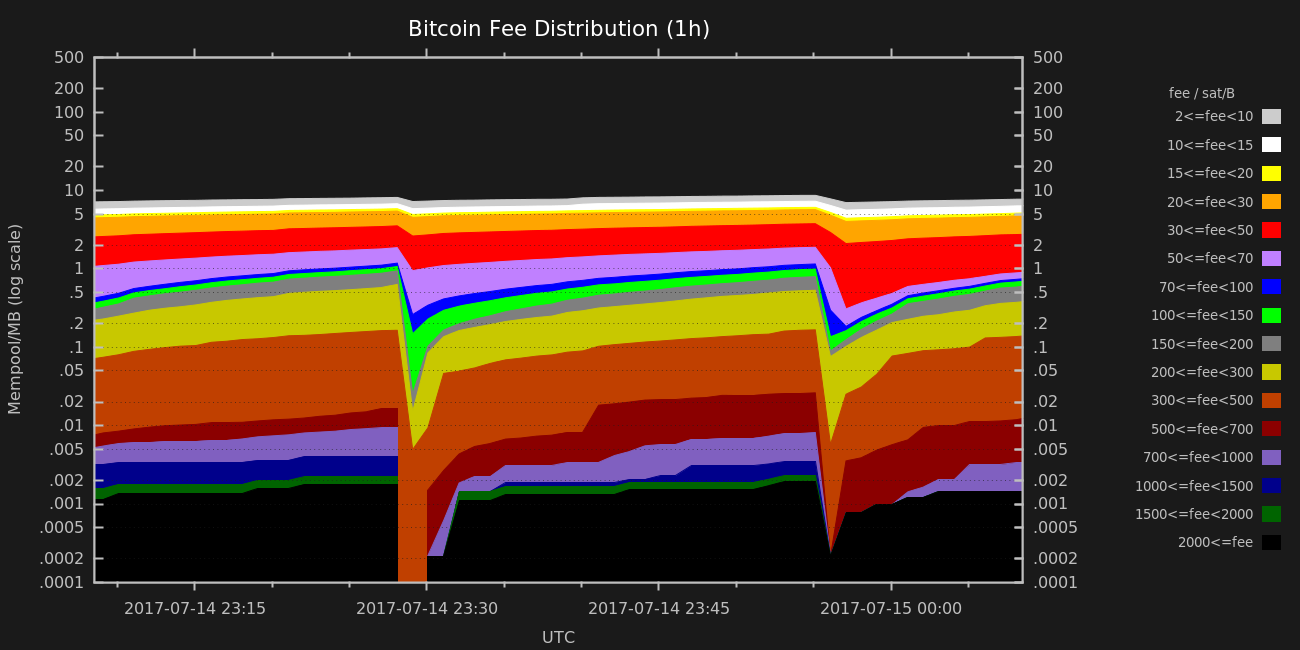 Bitcoin Fee Distribution (1h)
500 500
200 200
100 100
50 50
20 20
10 10
5 5
2 2
1 1
.5 .5
.2 .2
.1 .1
.05 .05
.02 .02
.01 .01
.005 .005
.002 .002
.001 .001
.0005 .0005
.0002 .0002
.0001 .0001
Mempool/MB (log scale)
2017-07-14 23:15 2017-07-14 23:30 2017-07-14 23:45 2017-07-15 00:00
UTC
fee / sat/B
2<=fee<10
10<=fee<15
15<=fee<20
20<=fee<30
30<=fee<50
50<=fee<70
70<=fee<100
100<=fee<150
150<=fee<200
200<=fee<300
300<=fee<500
500<=fee<700
700<=fee<1000
1000<=fee<1500
1500<=fee<2000
2000<=fee